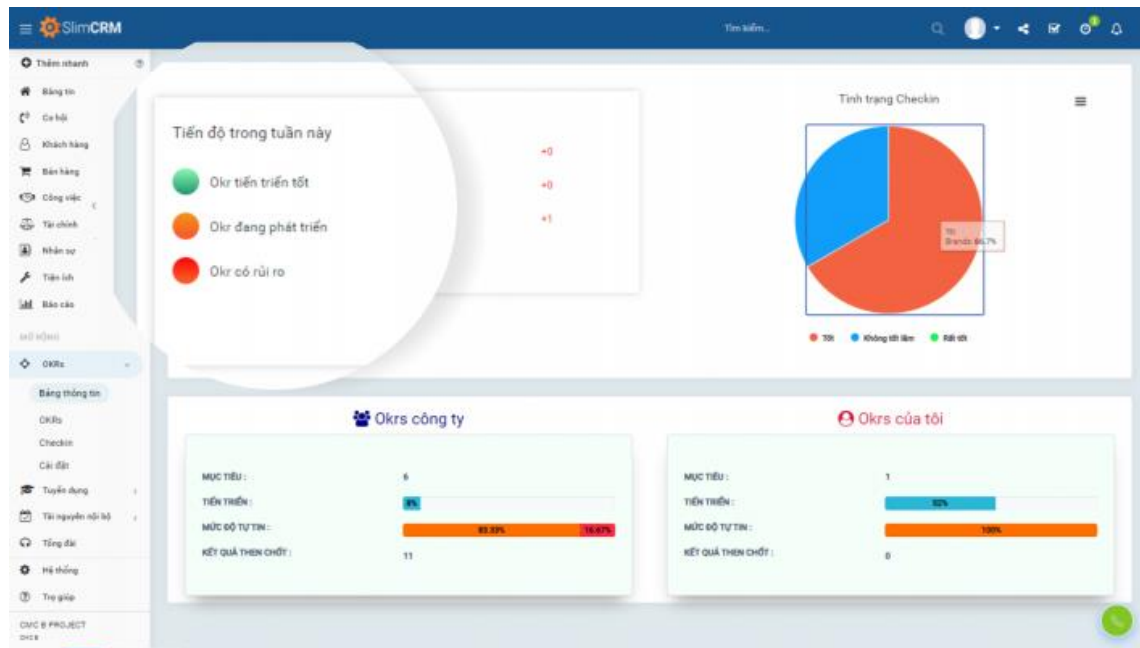 SlimCRM
Tìm kiếm...
1
Thêm nhanh
Bảng tin
Cơ hội
Khách hàng
Bán hàng
Công việc
Tài chính
Nhân sự
Tiện ích
Báo cáo
MỞ RỘNG
OKRs
Bảng thông tin
OKRs
Checkin
Cài đặt
Tuyển dụng
Tài nguyên nội bộ
Tổng đài
Hệ thống
Trợ giúp
CMC B PROJECT
Tiến độ trong tuần này
Okr tiến triển tốt
+0
Okr đang phát triển
+0
Okr có rủi ro
+1
Tình trạng Checkin
Tốt
Brands: 66.7%
Tốt Không tốt lắm Rất tốt
Okrs công ty
MỤC TIÊU : 6
TIẾN TRIỂN : 8%
MỨC ĐỘ TỰ TIN : 83.33% 16.67%
KẾT QUẢ THEN CHỐT : 11
Okrs của tôi
MỤC TIÊU : 1
TIẾN TRIỂN : 52%
MỨC ĐỘ TỰ TIN : 100%
KẾT QUẢ THEN CHỐT : 0